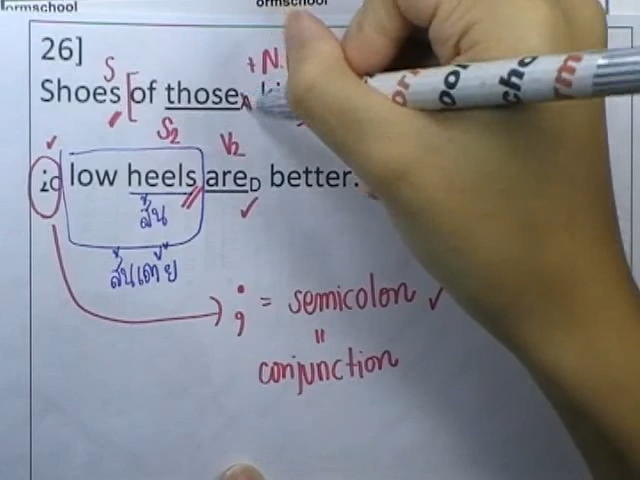 ormschool ormschool
26]
S + N.
Shoes [of those A
S2 V2
; C low heels are D better.
ส้น
ส้นเตี้ย
; = semicolon ✓
=
conjunction